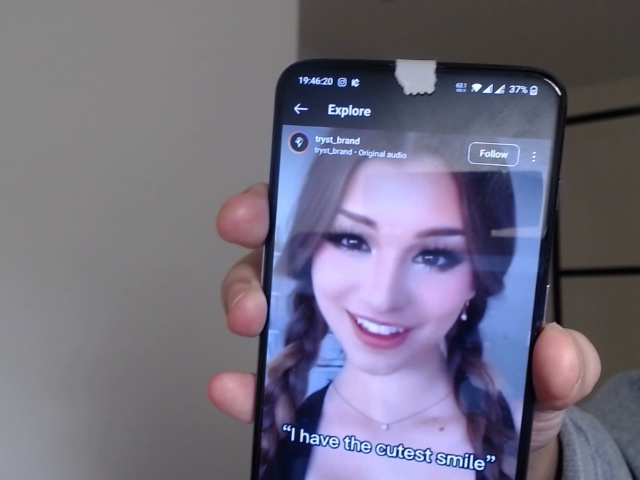 19:46:20
37%
Explore
tryst_brand
tryst_brand • Original audio
Follow
“I have the cutest smile”